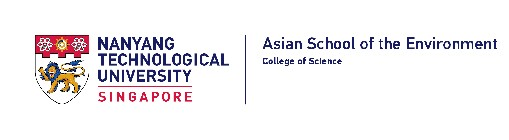 NANYANG
TECHNOLOGICAL
UNIVERSITY
SINGAPORE
Asian School of the Environment
College of Science